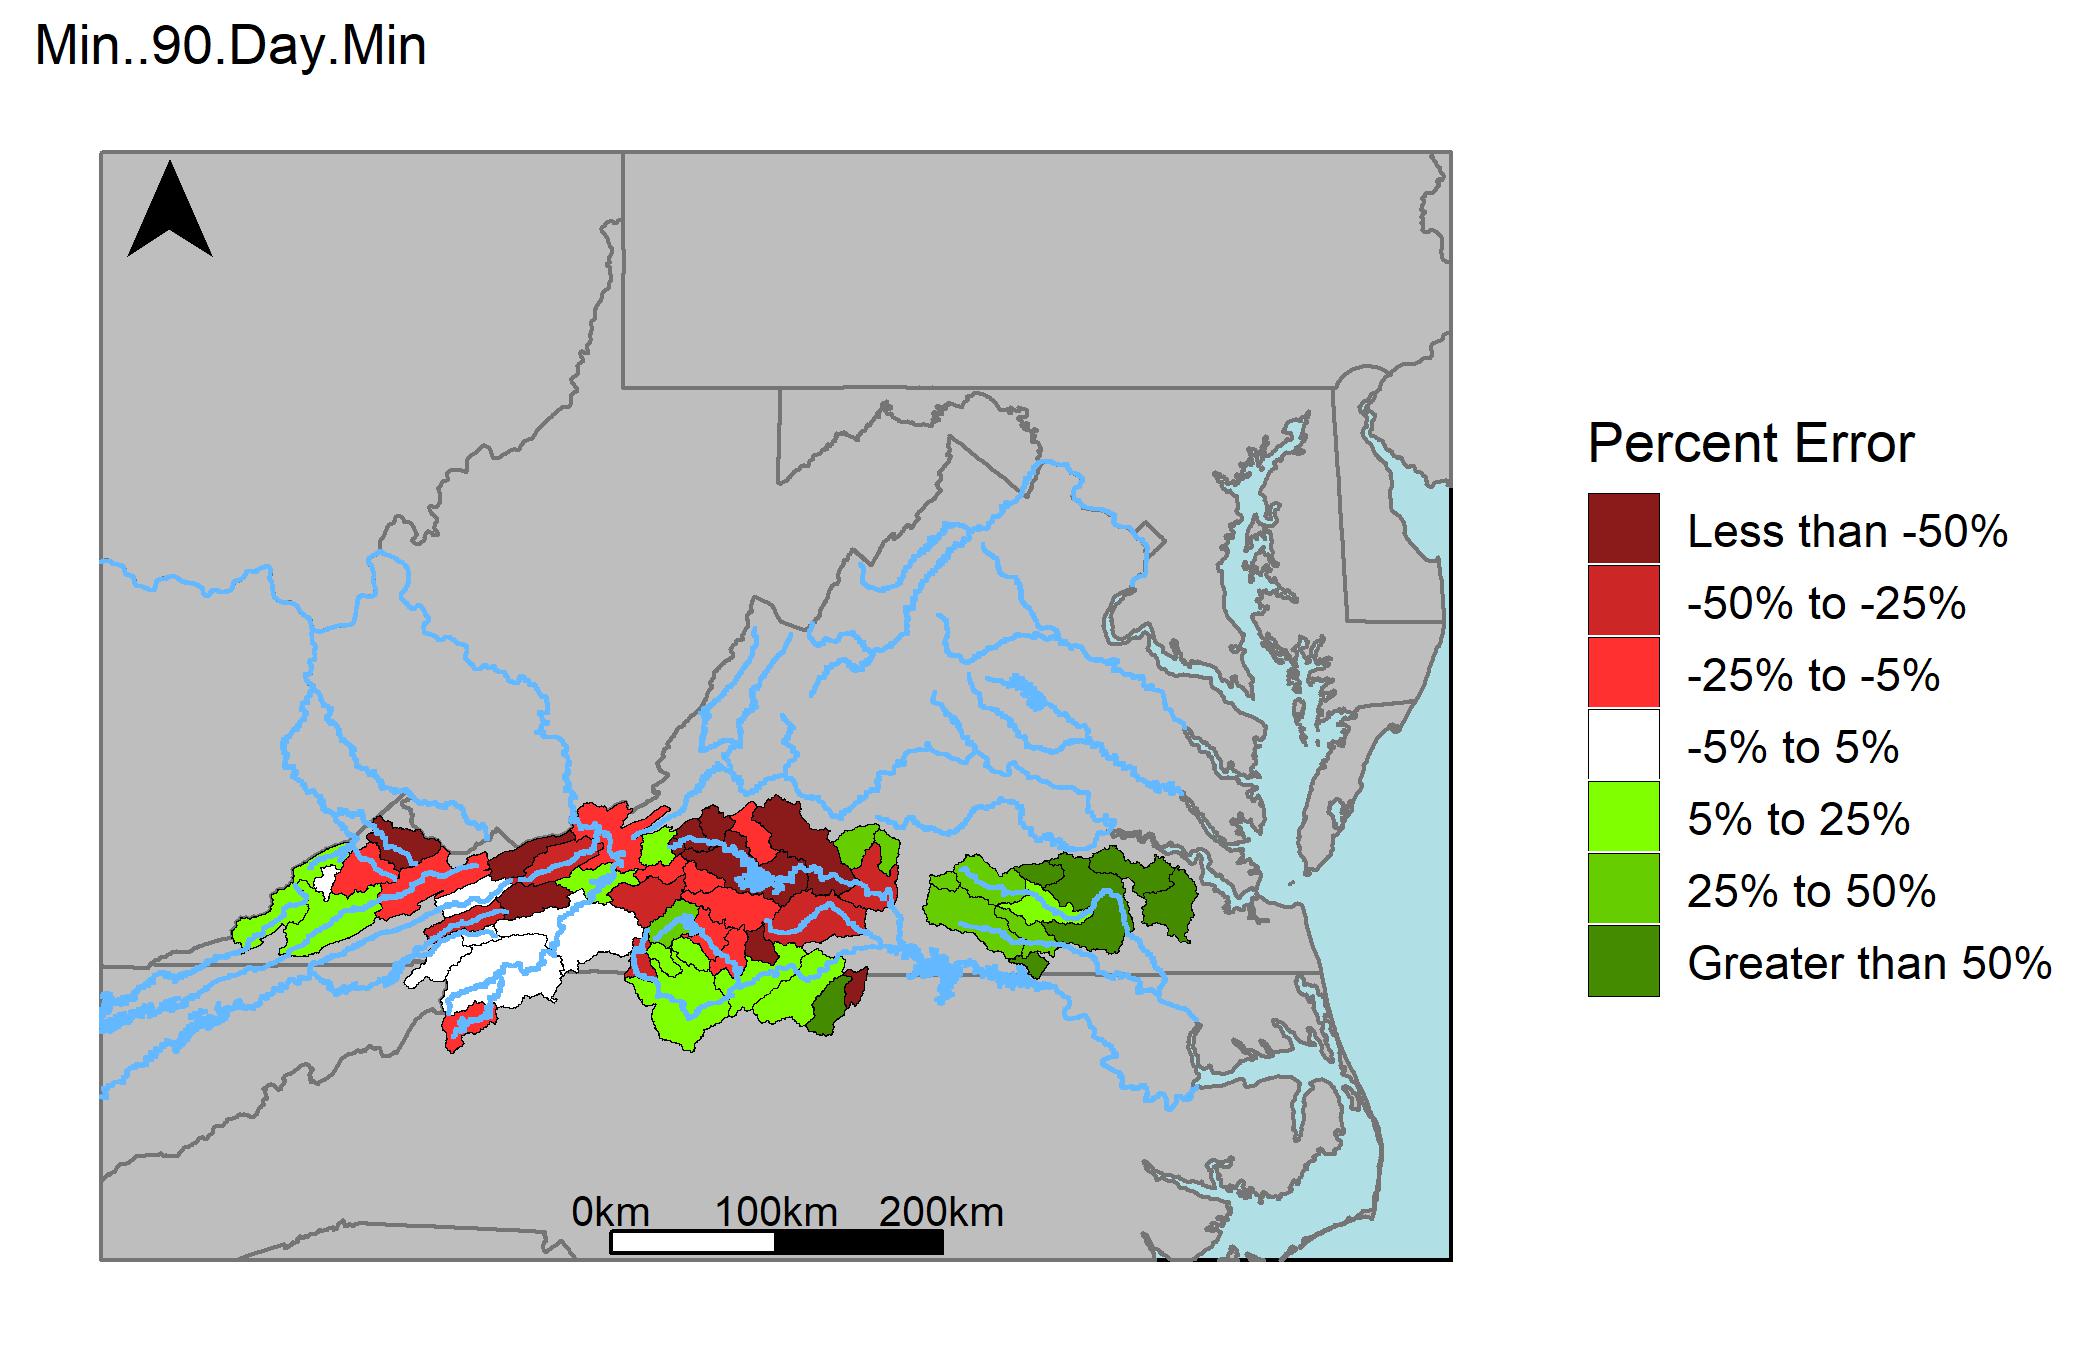 Min..90.Day.Min
Percent Error
Less than -50%
-50% to -25%
-25% to -5%
-5% to 5%
5% to 25%
25% to 50%
Greater than 50%
0km 100km 200km